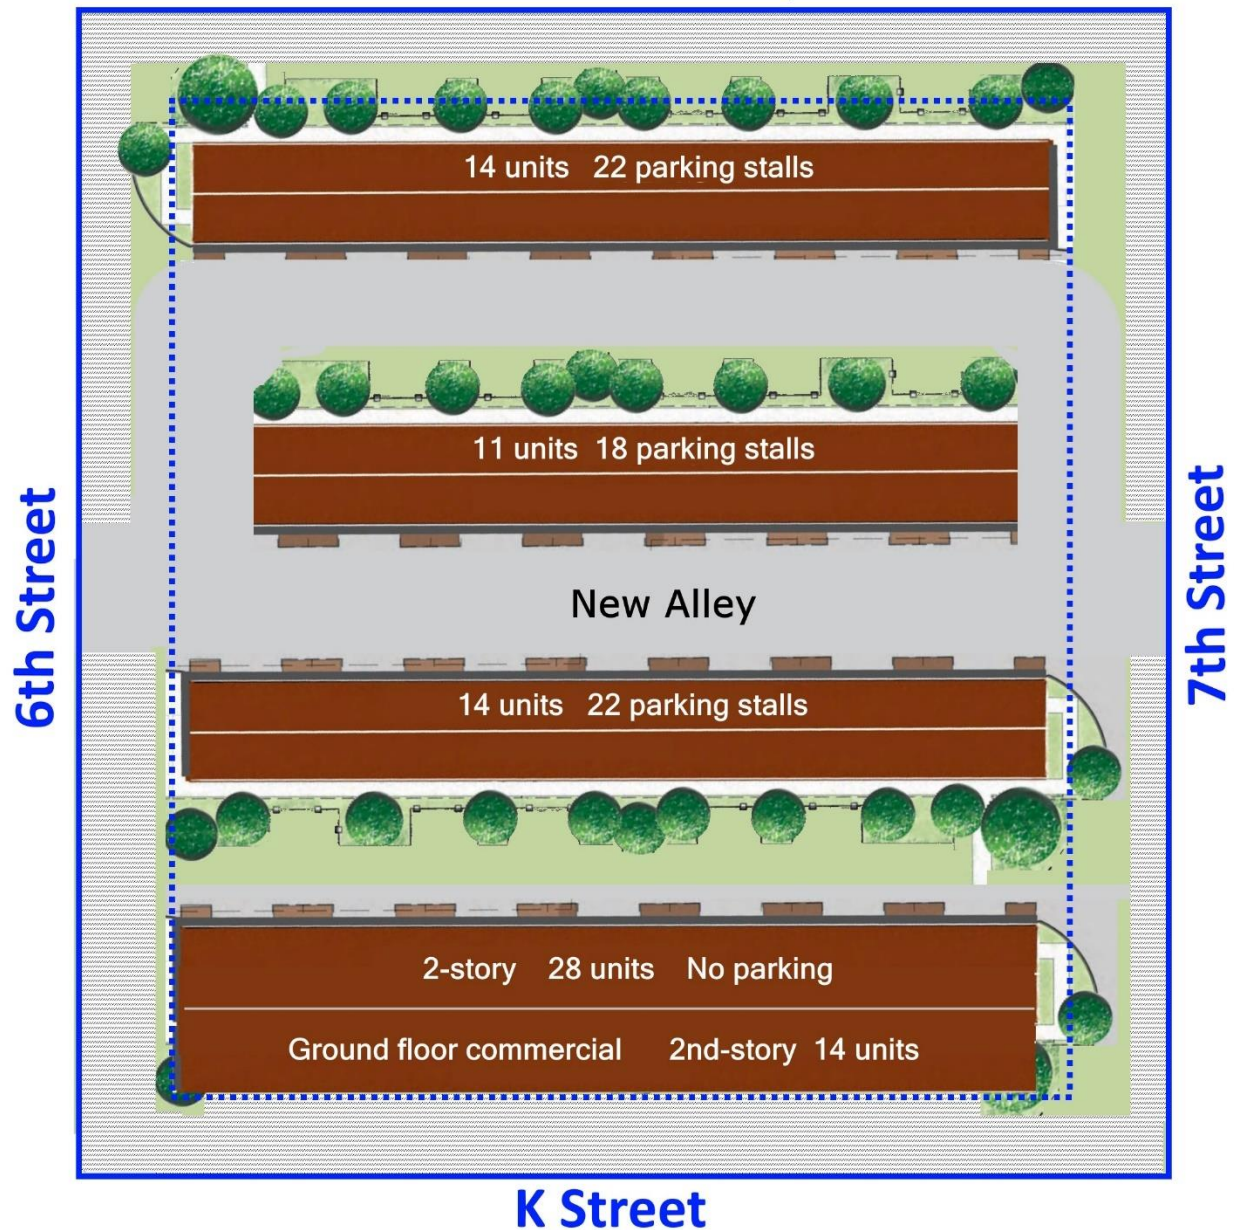 14 units 22 parking stalls
11 units 18 parking stalls
6th Street
7th Street
New Alley
14 units 22 parking stalls
2-story 28 units No parking
Ground floor commercial 2nd-story 14 units
K Street